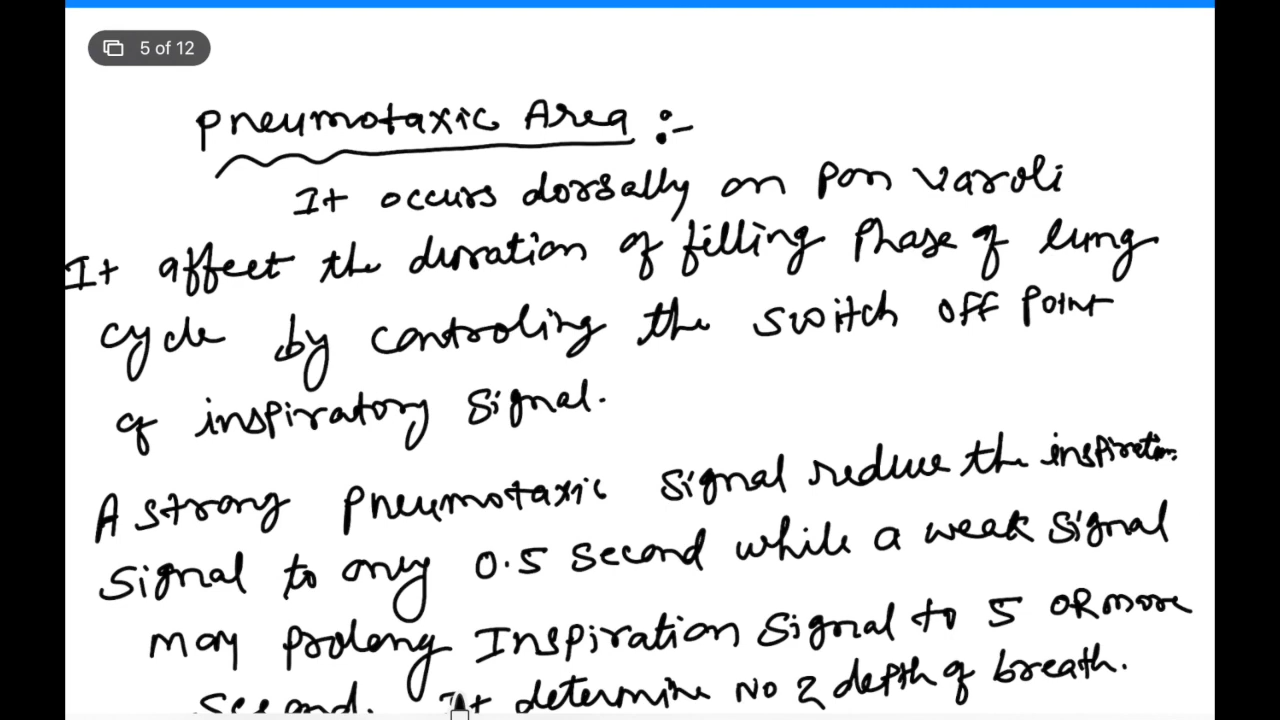 5 of 12
Pneumotaxic Area :-
It occurs dorsally on Pon varoli
It affect the duration of filling Phase of lung
cycle by controling the switch off Point
of inspiratory signal.
A strong Pneumotaxic signal reduce the inspiration
signal to only 0.5 second while a weak signal
may prolong Inspiration signal to 5 OR more
second. It determine No & depth of breath.